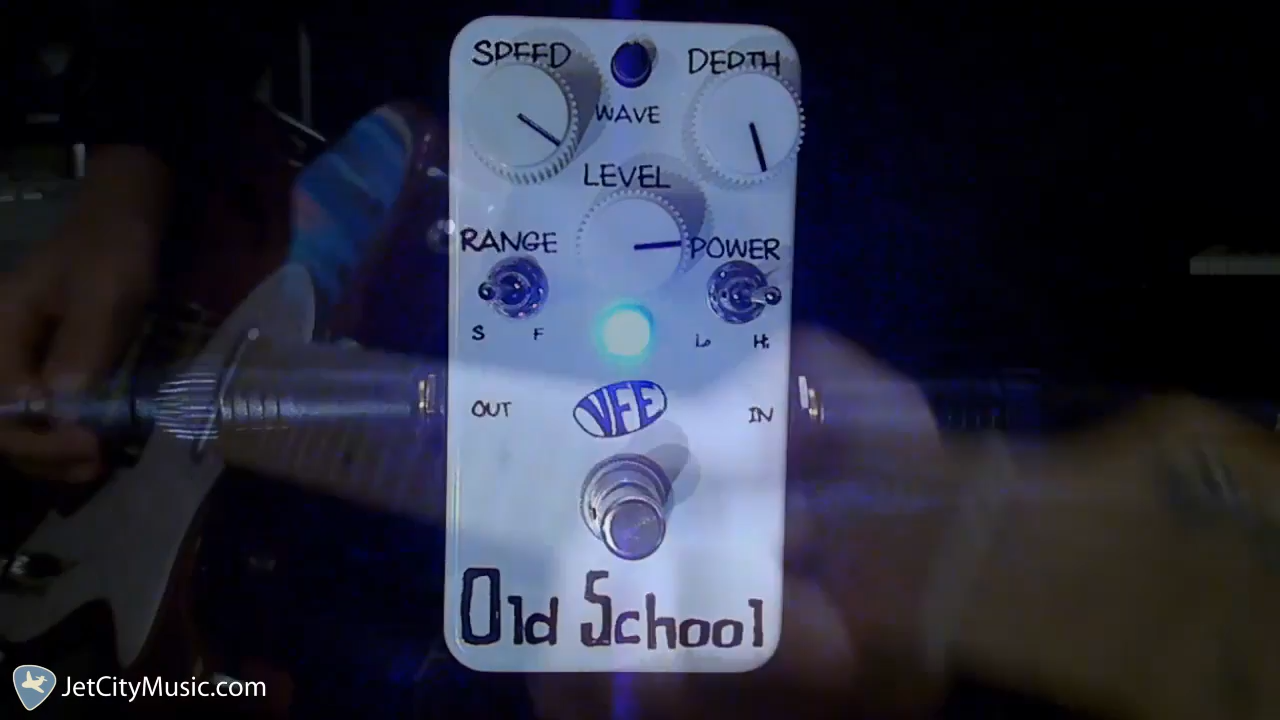 SPEED
DEPTH
WAVE
LEVEL
RANGE
POWER
S F
Lo Hi
OUT
VFE
IN
Old School
JetCityMusic.com